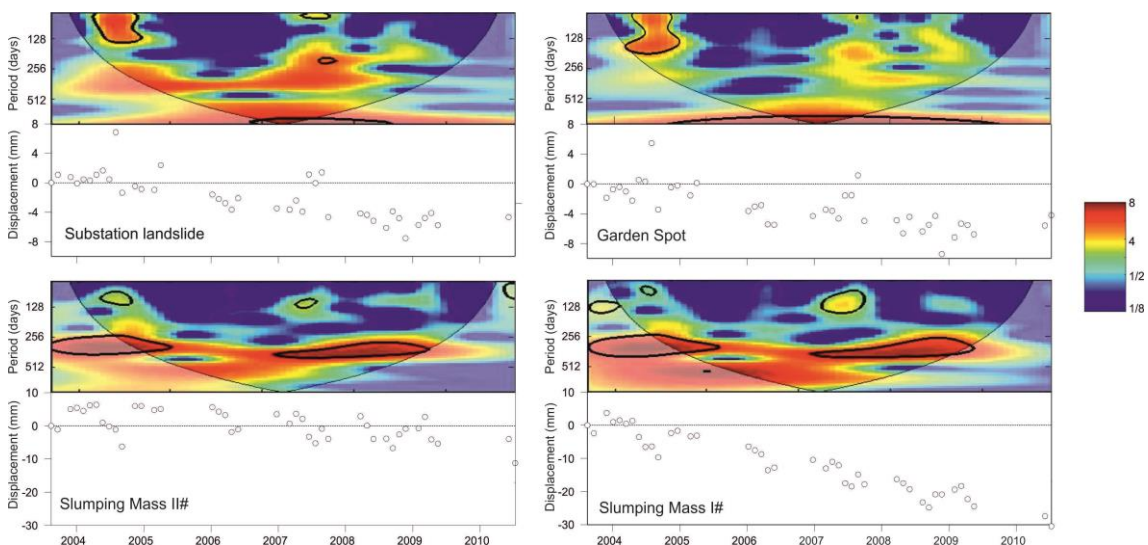 Period (days)
128
256
512
8
Displacement (mm)
4
0
-4
-8
Substation landslide
Period (days)
128
256
512
8
Displacement (mm)
4
0
-4
-8
Garden Spot
8
4
1/2
1/8
Period (days)
128
256
512
10
Displacement (mm)
0
-10
-20
-30
Slumping Mass II#
2004 2005 2006 2007 2008 2009 2010
Period (days)
128
256
512
10
Displacement (mm)
0
-10
-20
-30
Slumping Mass I#
2004 2005 2006 2007 2008 2009 2010